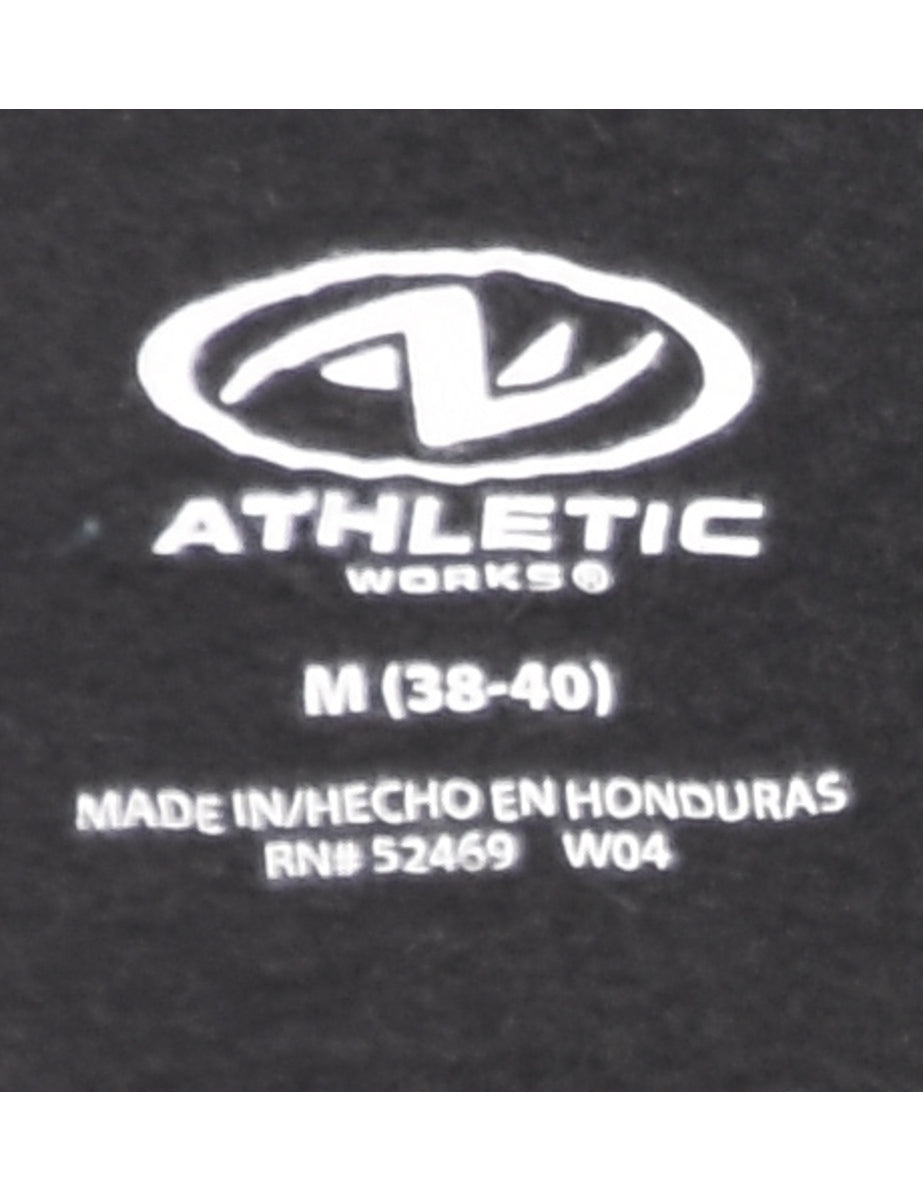 ATHLETIC
WORKS®
M (38-40)
MADE IN/HECHO EN HONDURAS
RN# 52469 W04